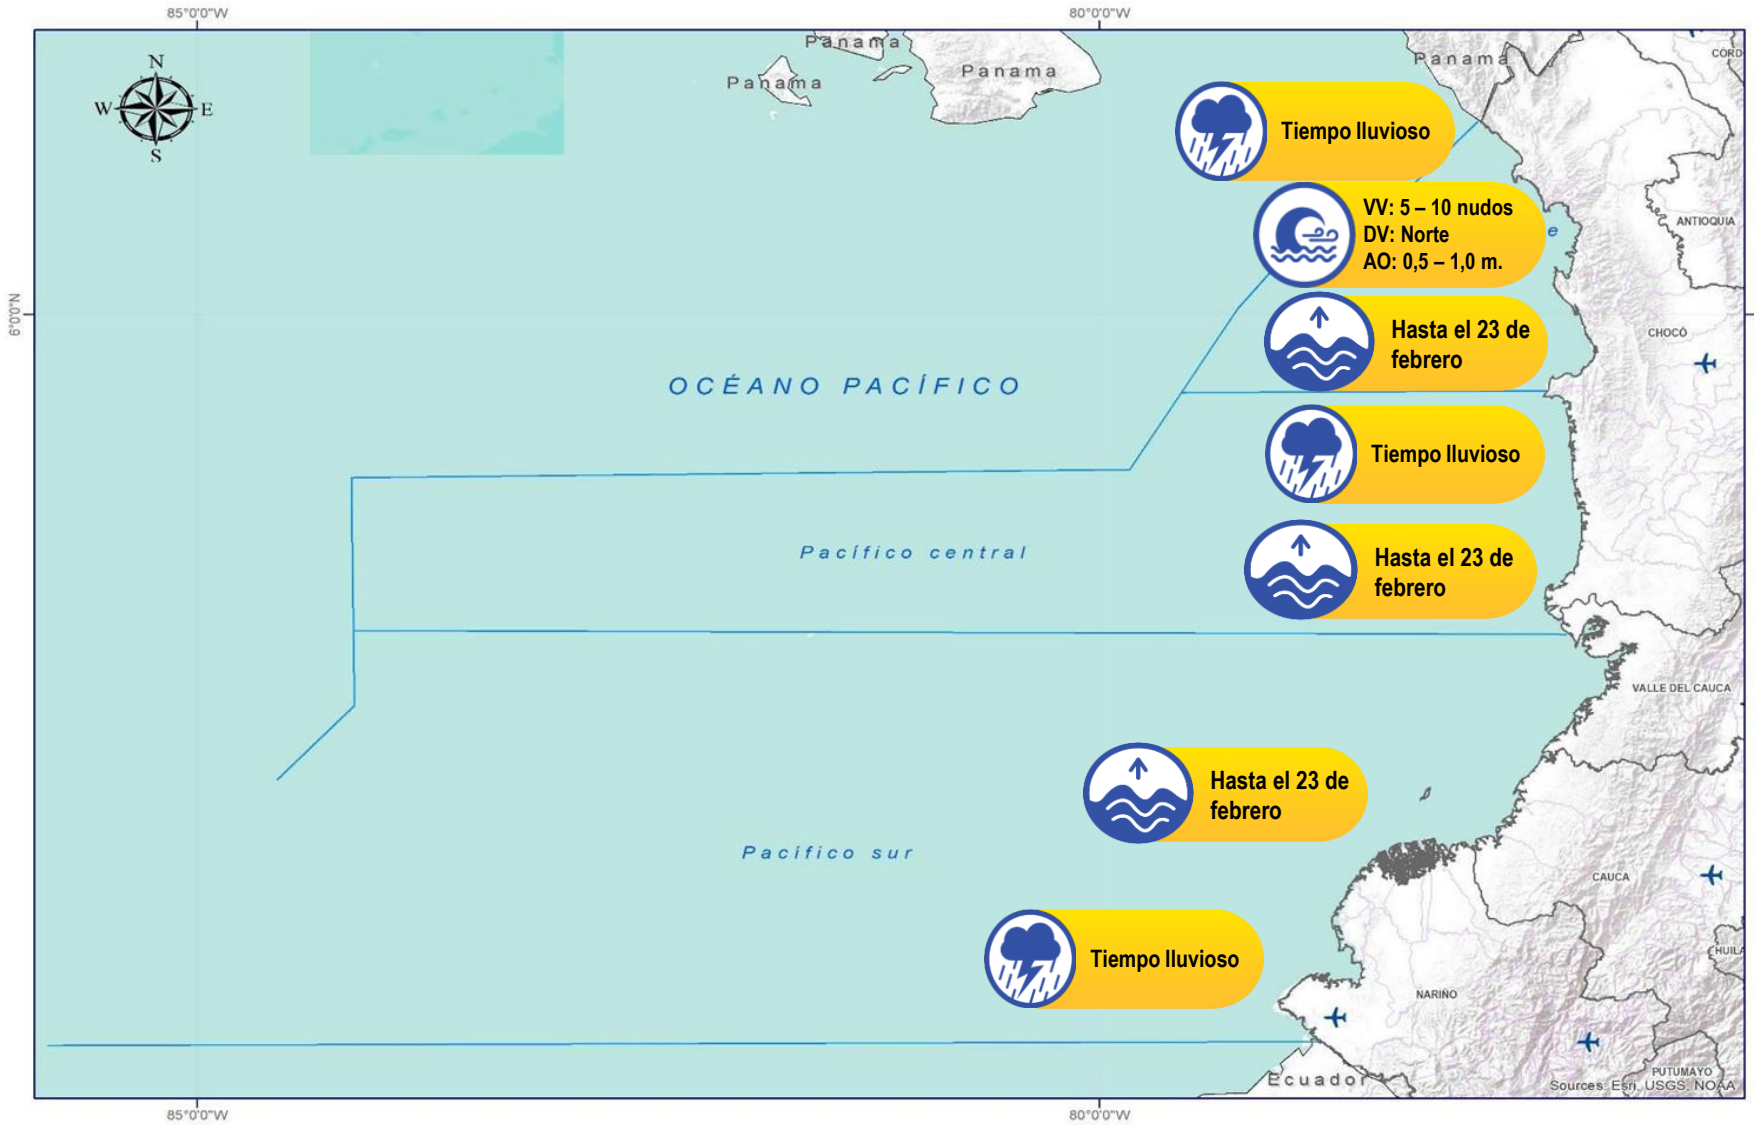 85°0'0"W
80°0'0"W
N
W
E
S
Panama
Panama
Panama
Panama
CORD
Tiempo lluvioso
VV: 5 – 10 nudos
DV: Norte
AO: 0,5 – 1,0 m.
e
ANTIOQUIA
6°0'0"N
Hasta el 23 de
febrero
CHOCÓ
OCÉANO PACÍFICO
Tiempo lluvioso
Pacífico central
Hasta el 23 de
febrero
VALLE DEL CAUCA
Hasta el 23 de
febrero
Pacífico sur
CAUCA
Tiempo lluvioso
HUILA
NARIÑO
Ecuador
PUTUMAYO
Sources: Esri, USGS, NOAA
85°0'0"W
80°0'0"W